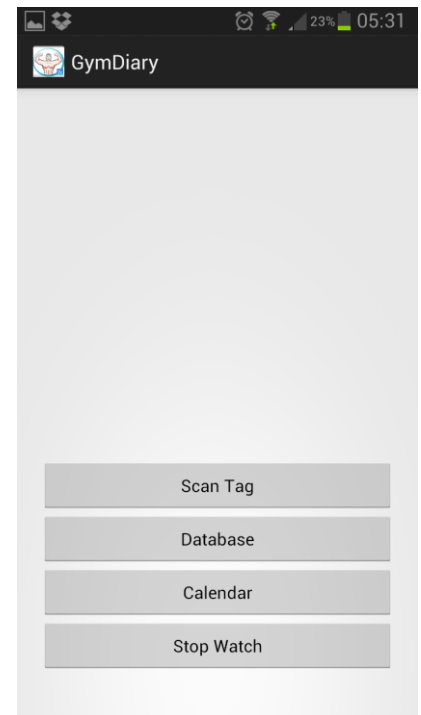 23% 05:31
GymDiary
Scan Tag
Database
Calendar
Stop Watch